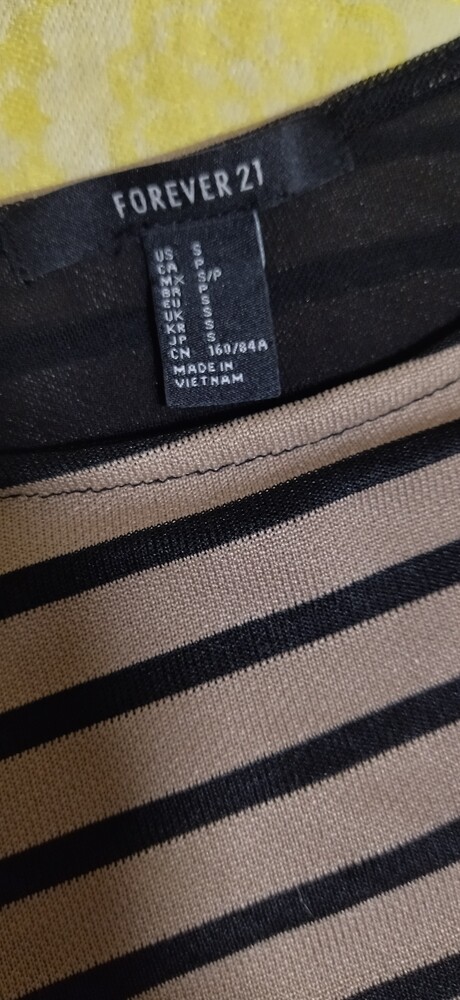 FOREVER 21
US S
CA P
MX S/P
BR P
EU S
UK S
KR S
JP S
CN 160/84A
MADE IN
VIETNAM